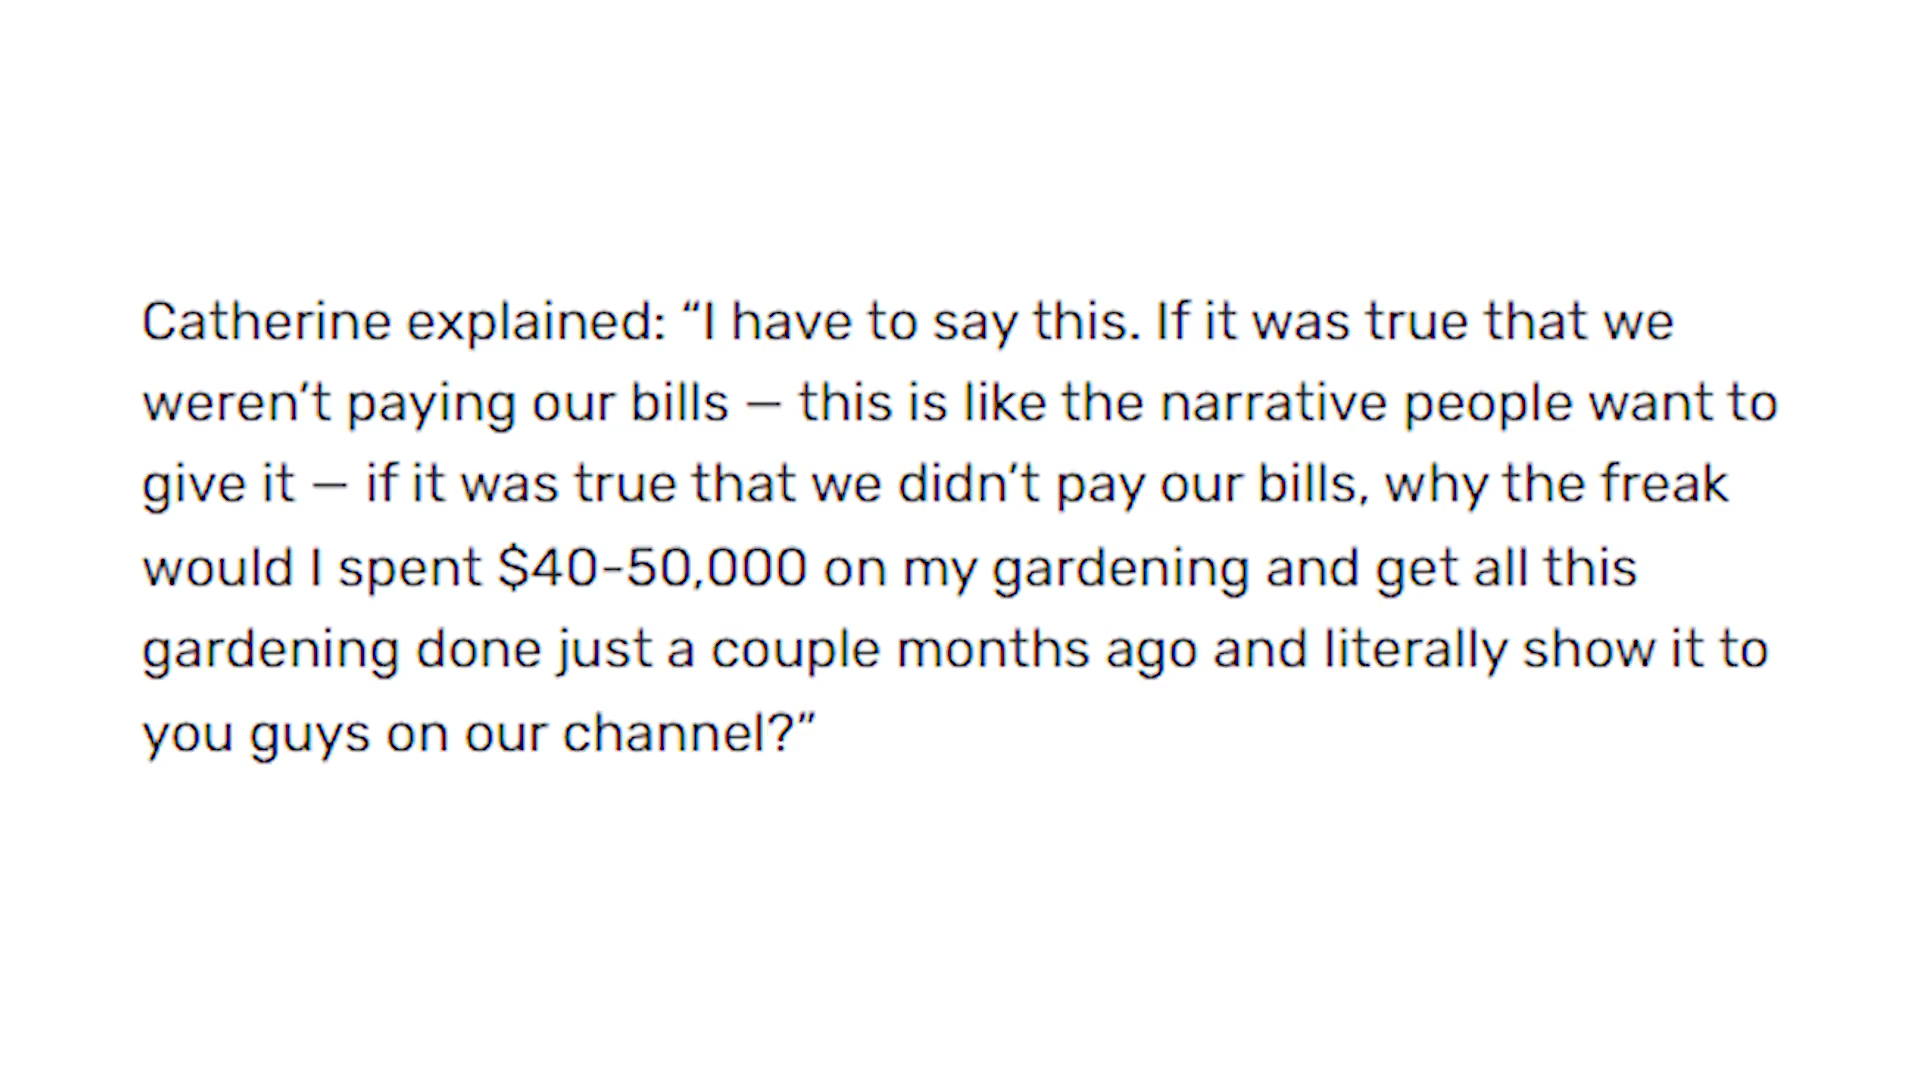 Catherine explained: “I have to say this. If it was true that we
weren’t paying our bills – this is like the narrative people want to
give it – if it was true that we didn’t pay our bills, why the freak
would I spent $40-50,000 on my gardening and get all this
gardening done just a couple months ago and literally show it to
you guys on our channel?”